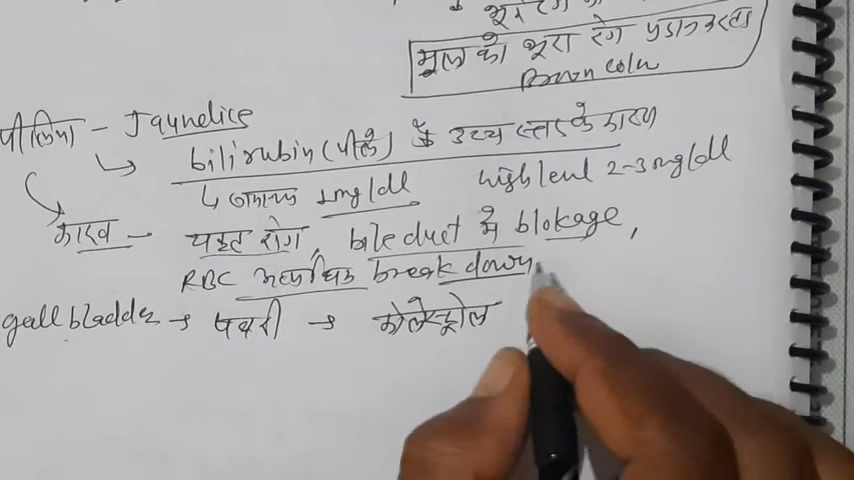 भूरे रंग
मूल को भूरा रंग प्रदान करता
Brown Color
पीलिया - Jaundice
bilirubin (पीले) के उच्च स्तर के कारण
1mg/dl high level 2-3mg/dl
कारण - यकृत रोग, bile duct में blokage,
RBC अत्यधिक break down
gall bladder → पथरी → कोलेस्ट्रोल